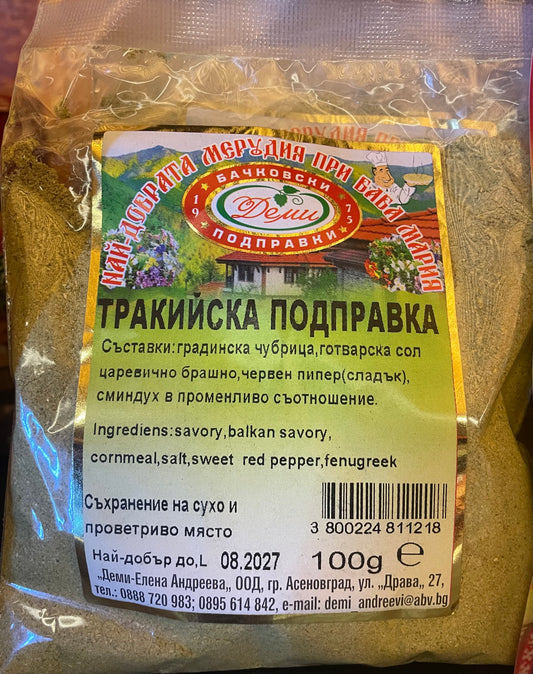 НАЙ-ДОБРАТА МЕРУДИЯ ПРИ БАБА МАРИЯ
БАЧКОВСКИ
19 Деми 75
ПОДПРАВКИ
ТРАКИЙСКА ПОДПРАВКА
Съставки:градинска чубрица,готварска сол
царевично брашно,червен пипер(сладък),
сминдух в променливо съотношение.
Ingrediens:savory,balkan savory,
cornmeal,salt,sweet red pepper,fenugreek
Съхранение на сухо и
проветриво място
3 800224 811218
Най-добър до,L 08.2027 100g e
„Деми-Елена Андреева„ ООД, гр. Асеновград, ул. „Драва„ 27,
тел.: 0888 720 983; 0895 614 842, e-mail: demi_andreevi@abv.bg